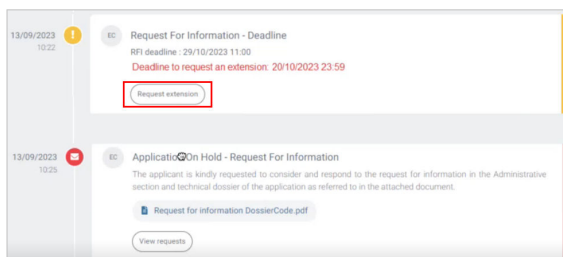 13/09/2023
10:22
EC
Request For Information - Deadline
RFI deadline : 29/10/2023 11:00
Deadline to request an extension: 20/10/2023 23:59
Request extension
13/09/2023
10:25
EC
Application On Hold - Request For Information
The applicant is kindly requested to consider and respond to the request for information in the Administrative
section and technical dossier of the application as referred to in the attached document.
Request for information DossierCode.pdf
View requests